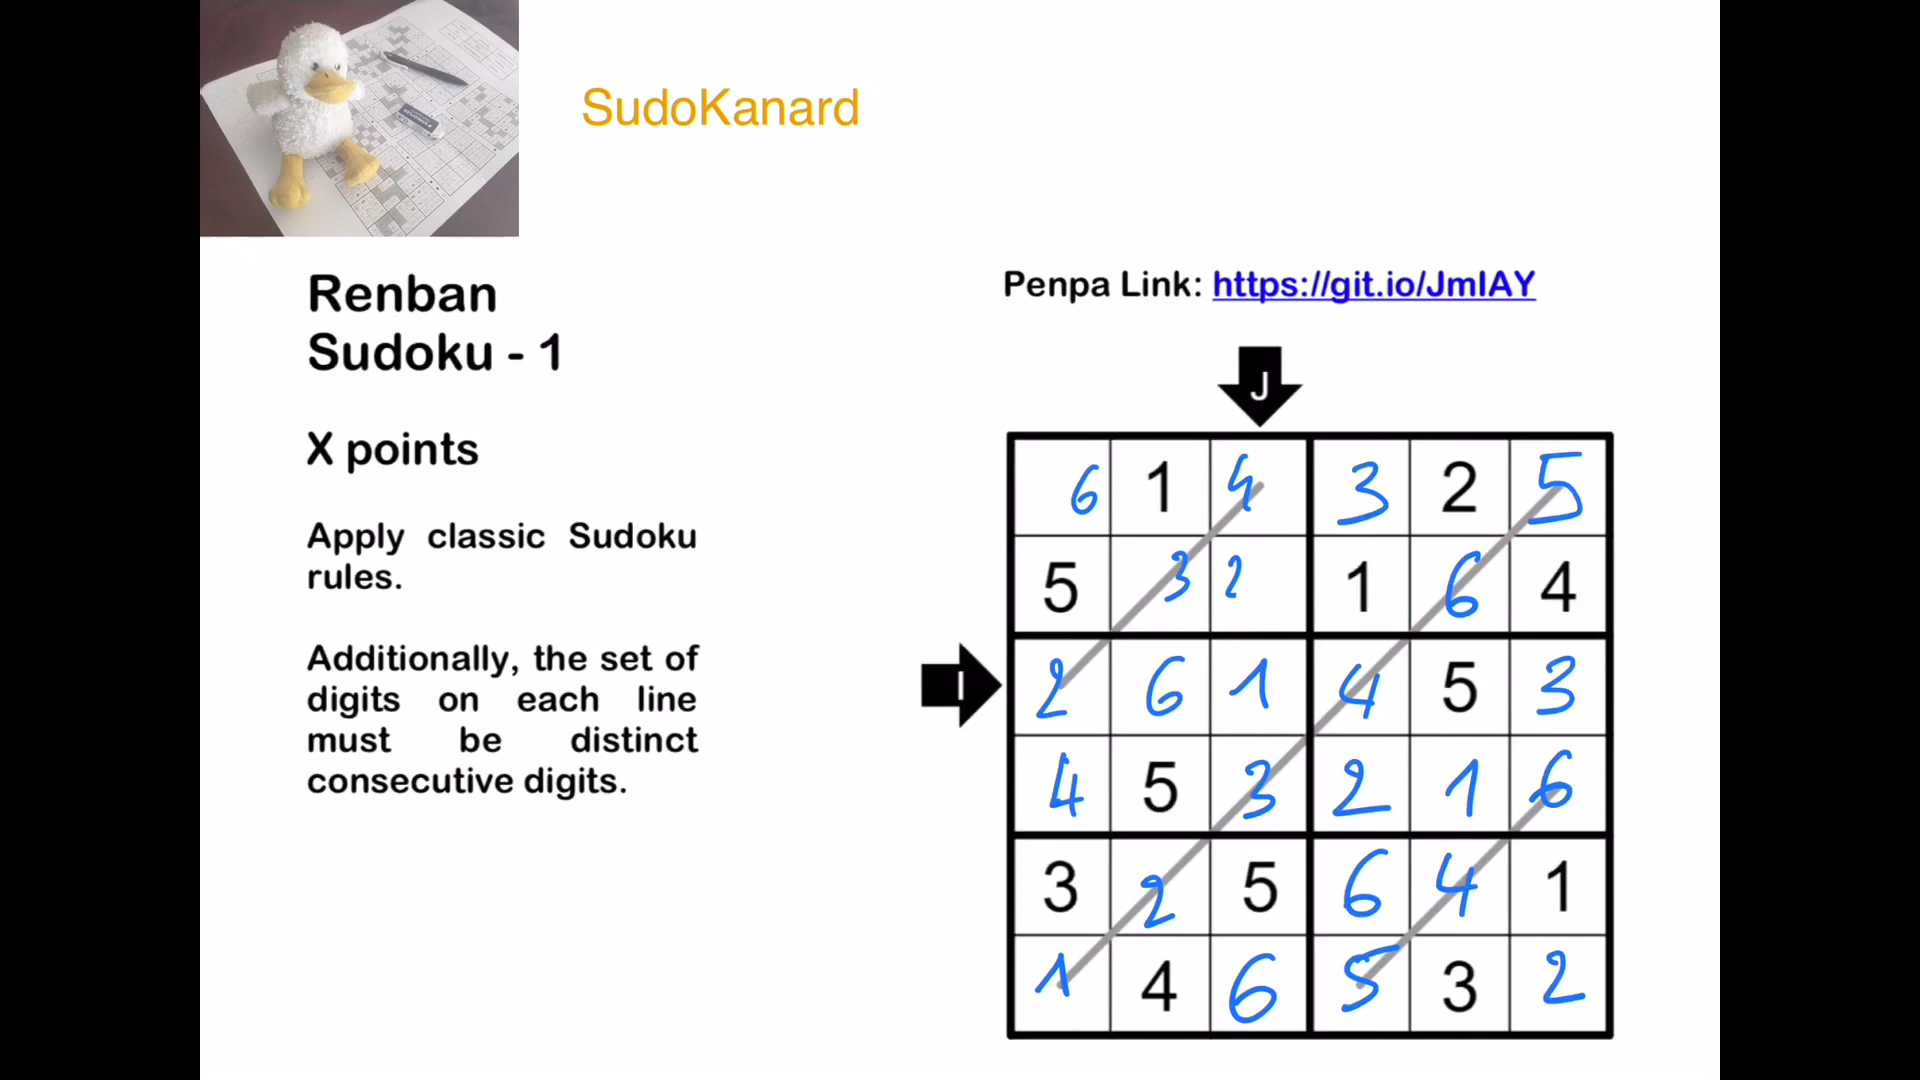 SudoKanard
Renban
Sudoku - 1
X points
Apply classic Sudoku
rules.
Additionally, the set of
digits on each line
must be distinct
consecutive digits.
Penpa Link: https://git.io/JmIAY
J
6 1 4 3 2 5
5 3 2 1 6 4
I
2 6 1 4 5 3
4 5 3 2 1 6
3 2 5 6 4 1
1 4 6 5 3 2